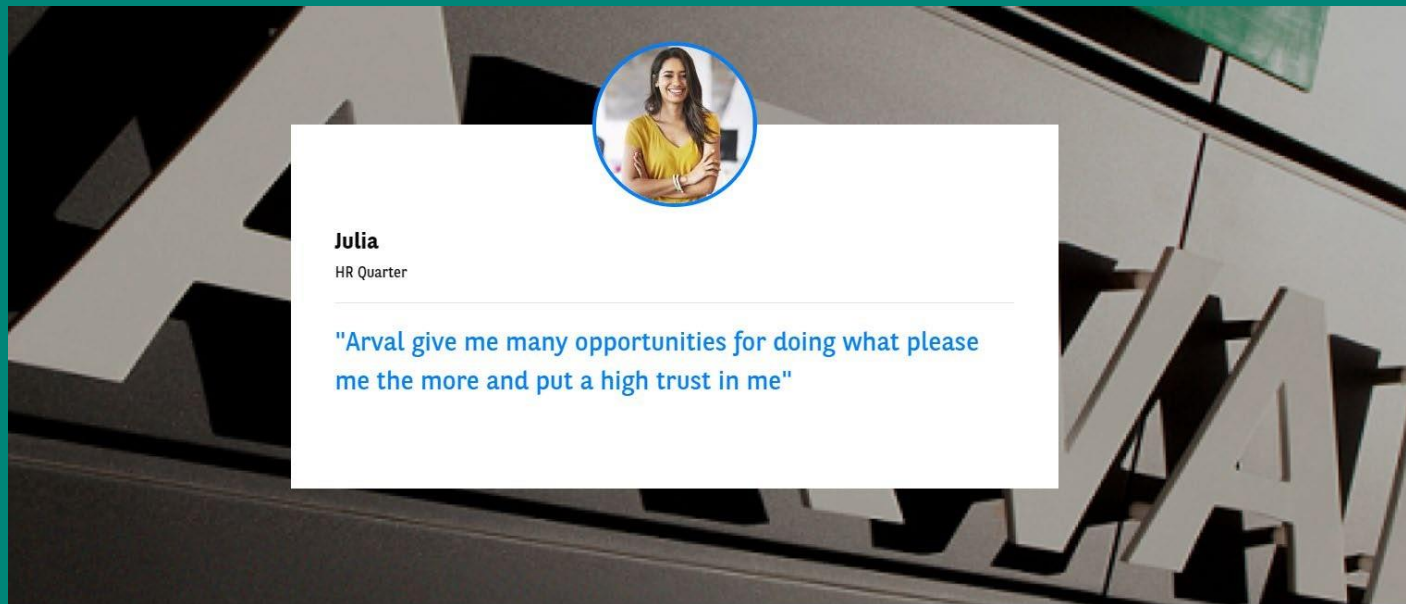 Julia
HR Quarter
"Arval give me many opportunities for doing what please
me the more and put a high trust in me"